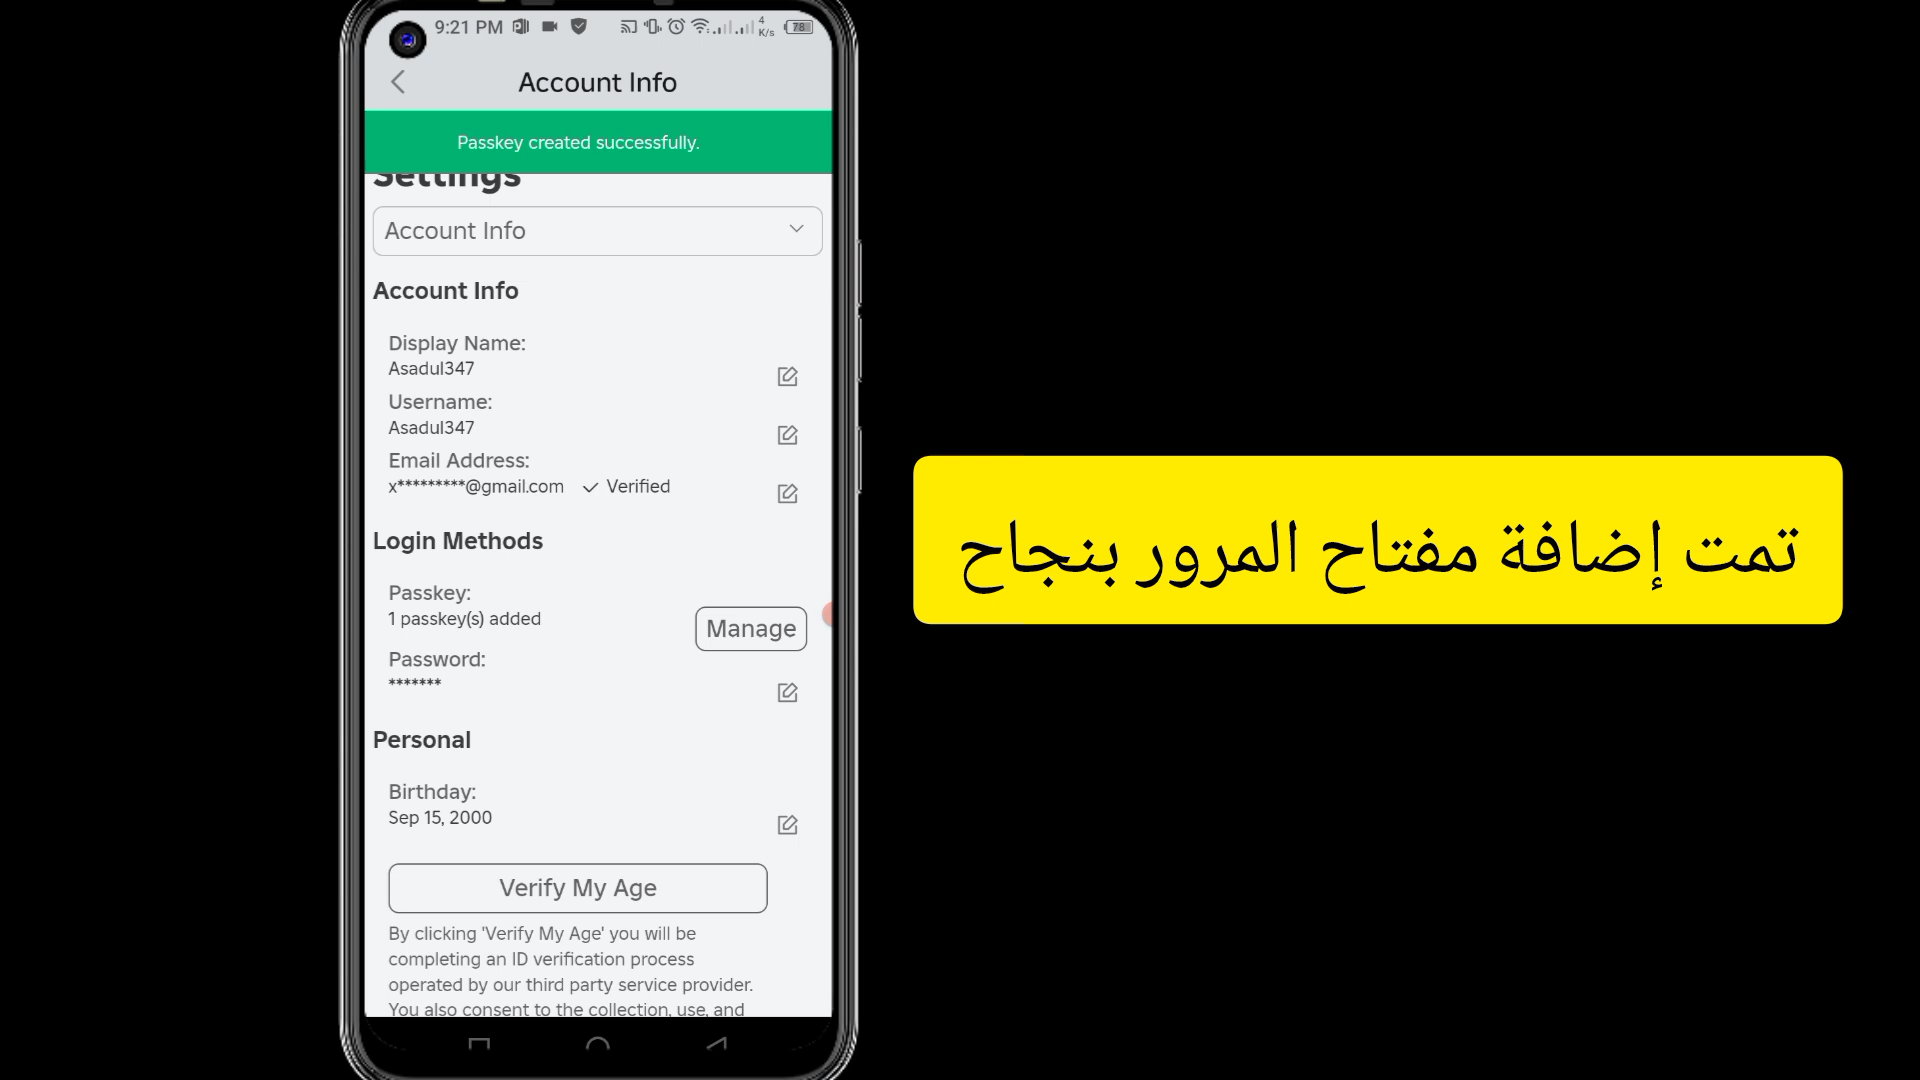 9:21 PM
4
K/s
78
Account Info
Passkey created successfully.
Settings
Account Info
Account Info
Display Name:
Asadul347
Username:
Asadul347
Email Address:
x*********@gmail.com ✓ Verified
Login Methods
Passkey:
1 passkey(s) added
Manage
Password:
*******
Personal
Birthday:
Sep 15, 2000
Verify My Age
By clicking 'Verify My Age' you will be
completing an ID verification process
operated by our third party service provider.
You also consent to the collection, use, and
تمت إضافة مفتاح المرور بنجاح